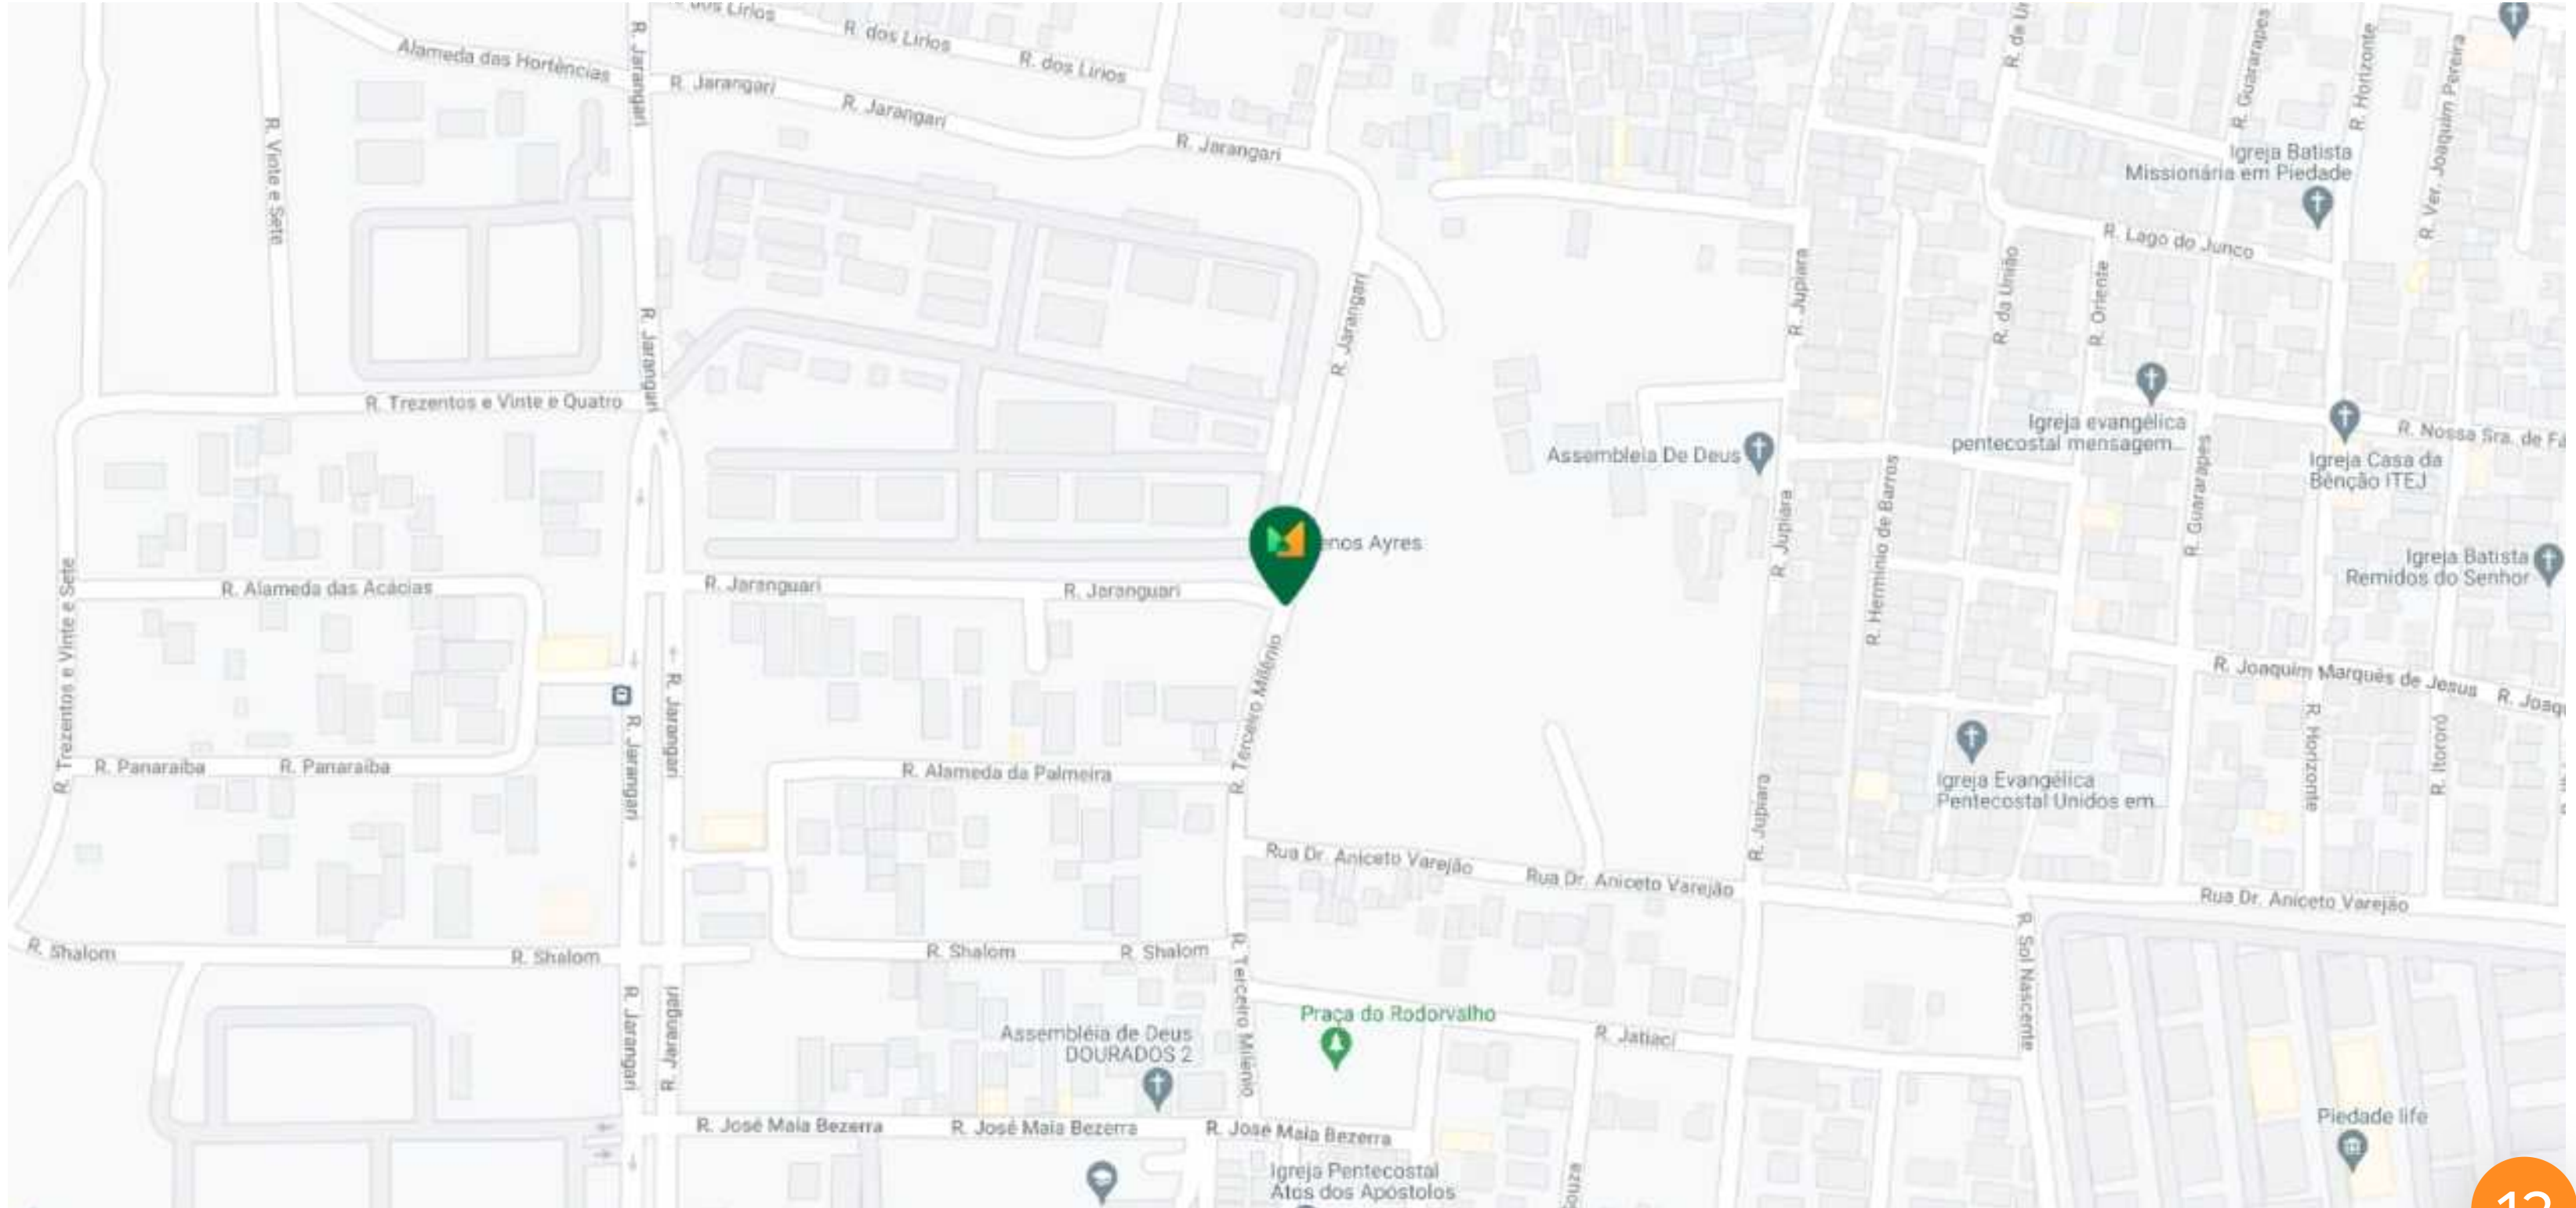 R. dos Lírios
R. dos Lírios
Alameda das Hortências
R. Jarangari
R. Jarangari
R. Jarangari
R. Jarangari
R. Vinte e Sete
R. Guararapes
R. Horizonte
R. Ver. Joaquim Pereira
Igreja Batista
Missionária em Piedade
R. Lago do Junco
R. Jupiara
R. da União
R. Oriente
R. Jarangari
R. Jarangari
R. Trezentos e Vinte e Quatro
Assembleia De Deus
Igreja evangélica
pentecostal mensagem...
R. Nossa Sra. de Fá
Igreja Casa da
Bênção ITEJ
R. Guararapes
R. Hermínio de Barros
R. Jupiara
enos Ayres
Igreja Batista
Remidos do Senhor
R. Alameda das Acácias
R. Jaranguari
R. Jaranguari
R. Trezentos e Vinte e Sete
R. Terceiro Milênio
R. Joaquim Marquês de Jesus
R. Joaqu
R. Horizonte
R. Itororó
R. Jarangari
R. Jarangari
R. Panaraiba
R. Panaraiba
R. Alameda da Palmeira
Igreja Evangélica
Pentecostal Unidos em...
R. Jupiara
Rua Dr. Aniceto Varejão
Rua Dr. Aniceto Varejão
Rua Dr. Aniceto Varejão
R. Shalom
R. Shalom
R. Shalom
R. Shalom
R. Terceiro Milênio
R. Sol Nascente
R. Jarangari
R. Jarangari
Praça do Rodorvalho
R. Jatiaci
Assembléia de Deus
DOURADOS 2
R. José Maia Bezerra
R. José Maia Bezerra
R. José Maia Bezerra
Piedade life
Igreja Pentecostal
Atos dos Apóstolos
ouza